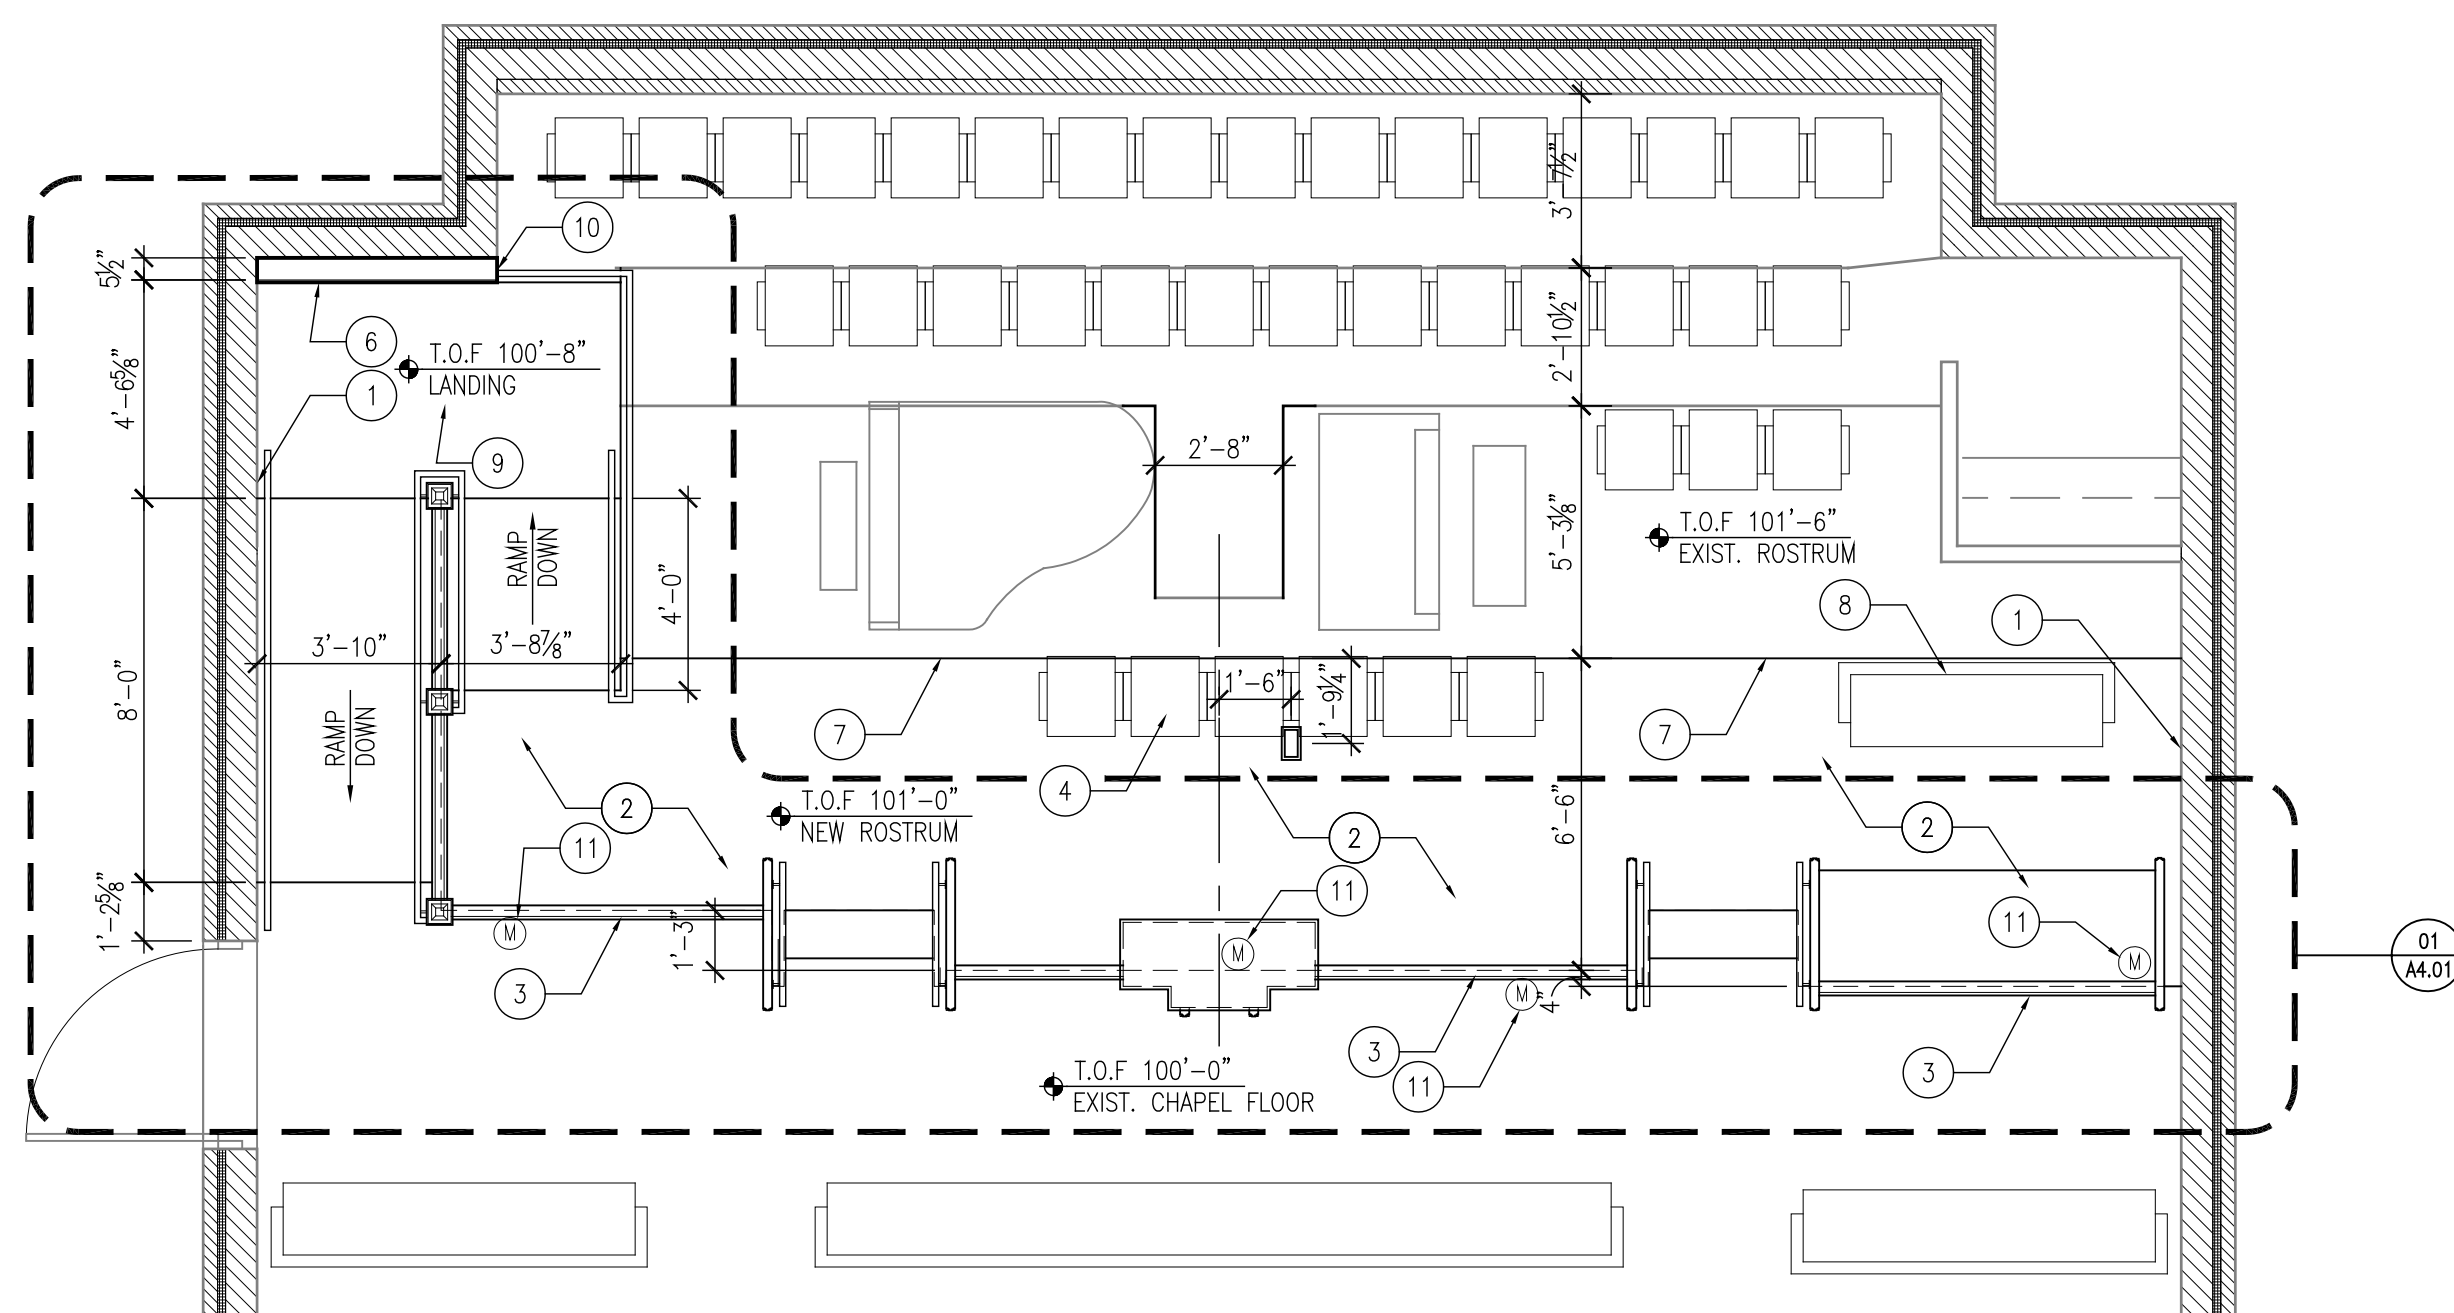 3'-7½"
10
5½"
6
T.O.F 100'-8"
LANDING
1
2'-10½"
4'-6⅝"
9
2'-8"
T.O.F 101'-6"
EXIST. ROSTRUM
5'-3⅛"
RAMP
DOWN
4'-0"
8
1
3'-10"
3'-8⅞"
8'-0"
1'-6"
1'-9¼"
RAMP
DOWN
7
7
4
2
T.O.F 101'-0"
NEW ROSTRUM
6'-6"
2
2
11
11
11
1'-2⅝"
M
1'-3"
M
M
M
4"
01
A4.01
3
3
11
3
T.O.F 100'-0"
EXIST. CHAPEL FLOOR